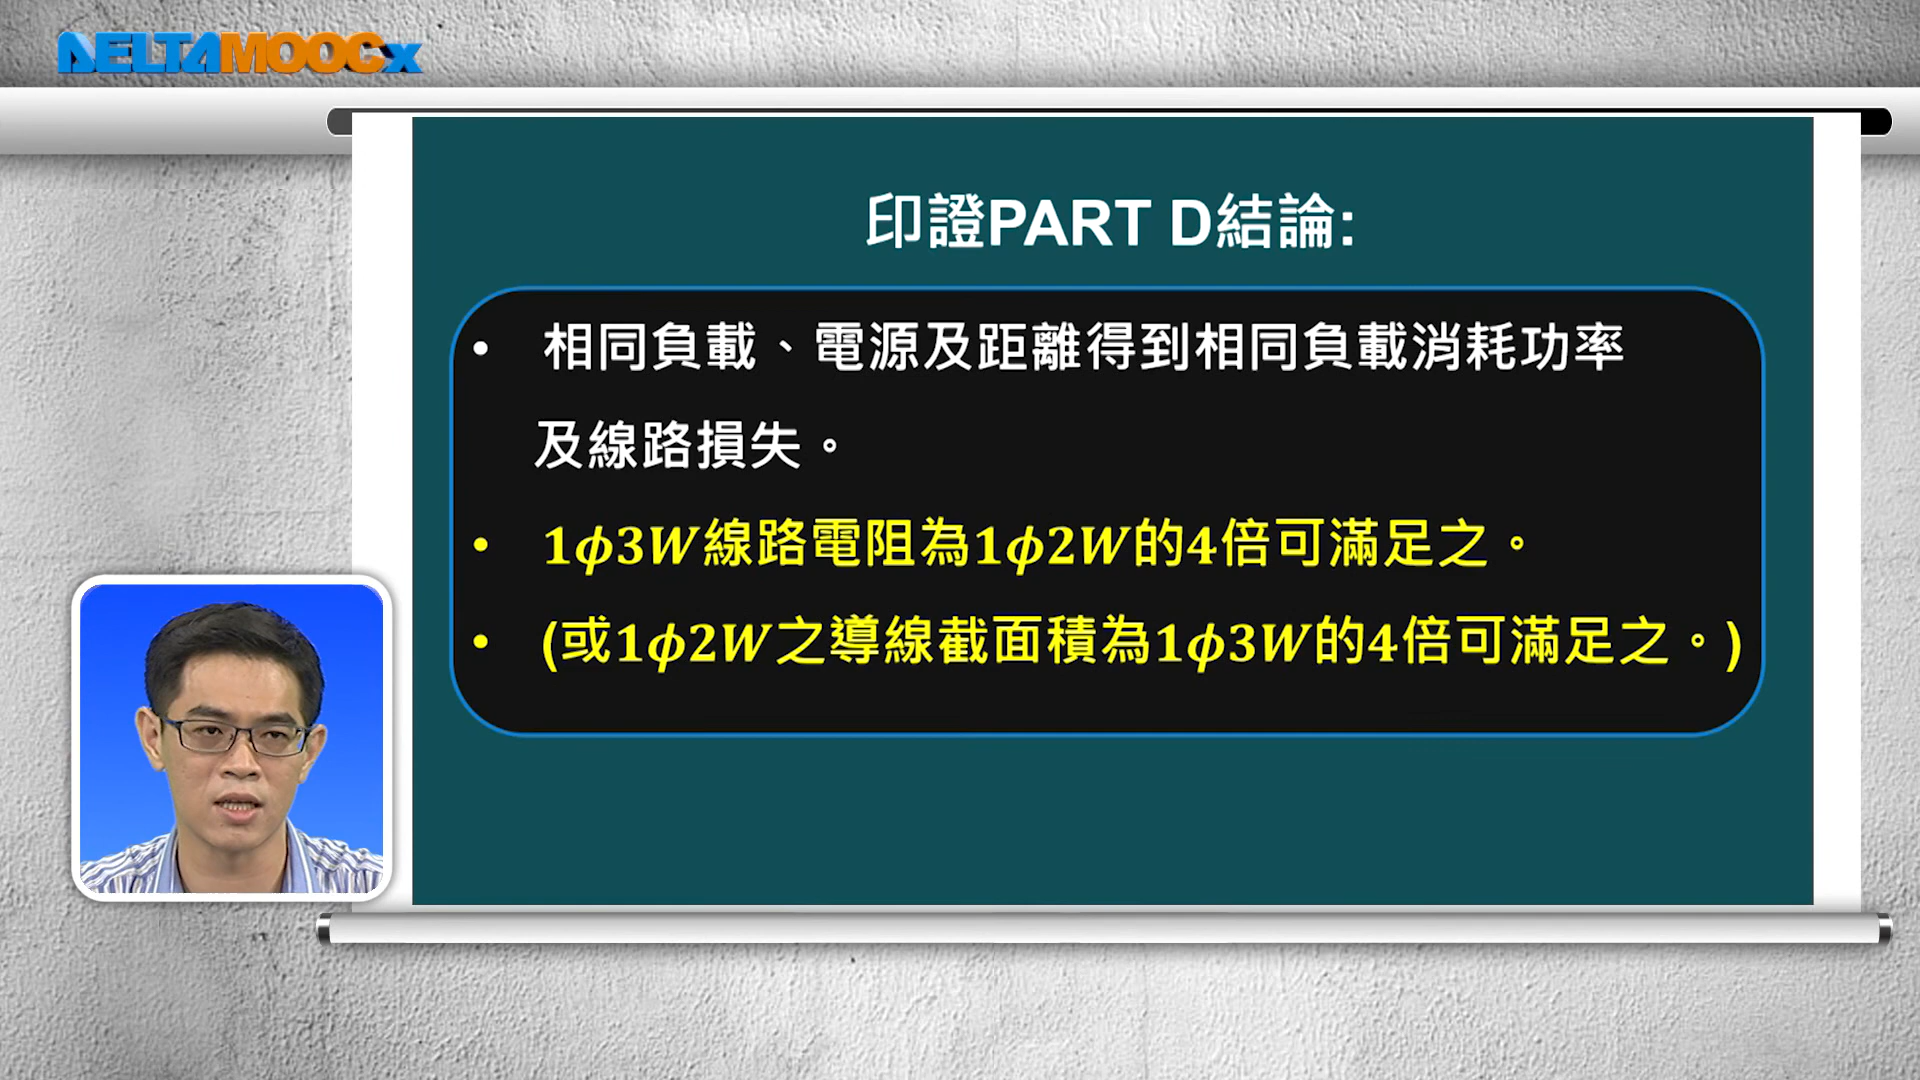 DELTAMOOCx
印證PART D結論:
• 相同負載、電源及距離得到相同負載消耗功率
及線路損失。
• 1ϕ3W線路電阻為1ϕ2W的4倍可滿足之。
• (或1ϕ2W之導線截面積為1ϕ3W的4倍可滿足之。)